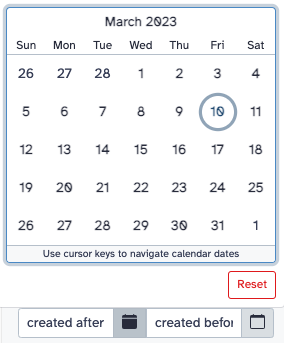 March 2023
Sun Mon Tue Wed Thu Fri Sat
26 27 28 1 2 3 4
5 6 7 8 9 10 11
12 13 14 15 16 17 18
19 20 21 22 23 24 25
26 27 28 29 30 31 1
Use cursor keys to navigate calendar dates
Reset
created after created befor